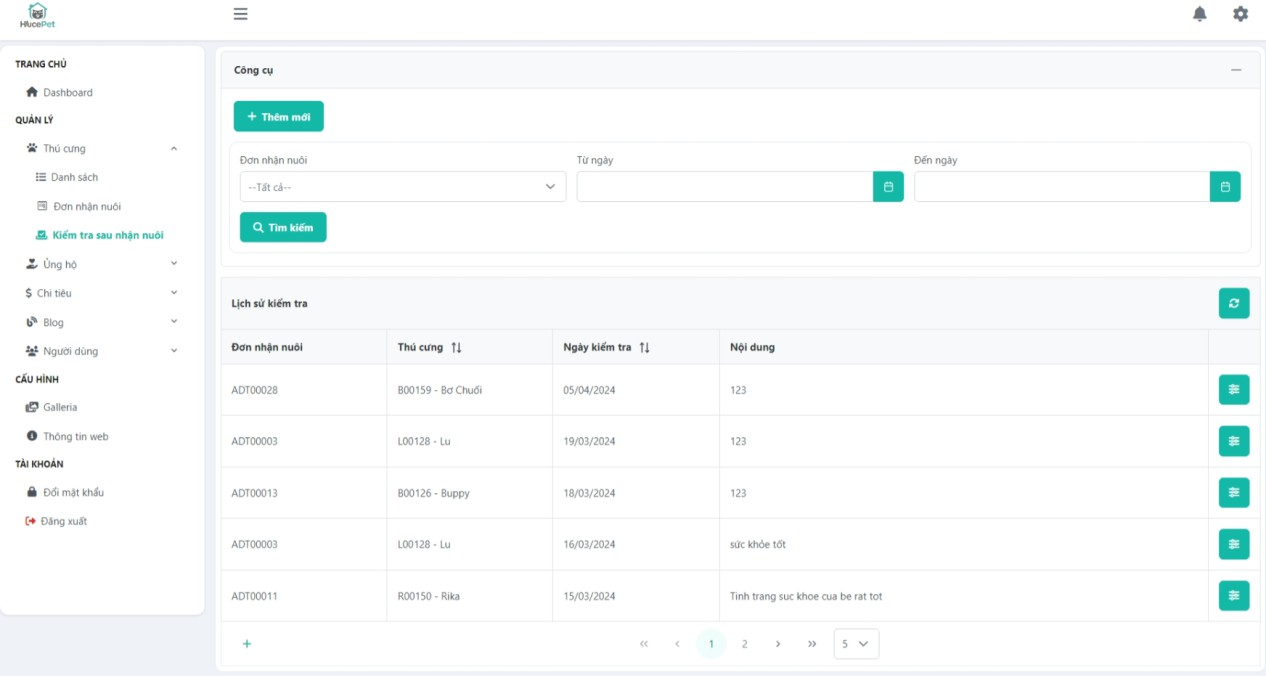 HucePet
TRANG CHỦ
Dashboard
QUẢN LÝ
Thú cưng
Danh sách
Đơn nhận nuôi
Kiểm tra sau nhận nuôi
Ủng hộ
Chi tiêu
Blog
Người dùng
CẤU HÌNH
Galleria
Thông tin web
TÀI KHOẢN
Đổi mật khẩu
Đăng xuất
Công cụ
+ Thêm mới
Đơn nhận nuôi Từ ngày Đến ngày
--Tất cả--
Tìm kiếm
Lịch sử kiểm tra
Đơn nhận nuôi Thú cưng Ngày kiểm tra Nội dung
ADT00028 B00159 - Bơ Chuối 05/04/2024 123
ADT00003 L00128 - Lu 19/03/2024 123
ADT00013 B00126 - Buppy 18/03/2024 123
ADT00003 L00128 - Lu 16/03/2024 sức khỏe tốt
ADT00011 R00150 - Rika 15/03/2024 Tinh trang suc khoe cua be rat tot
+ « ‹ 1 2 › » 5